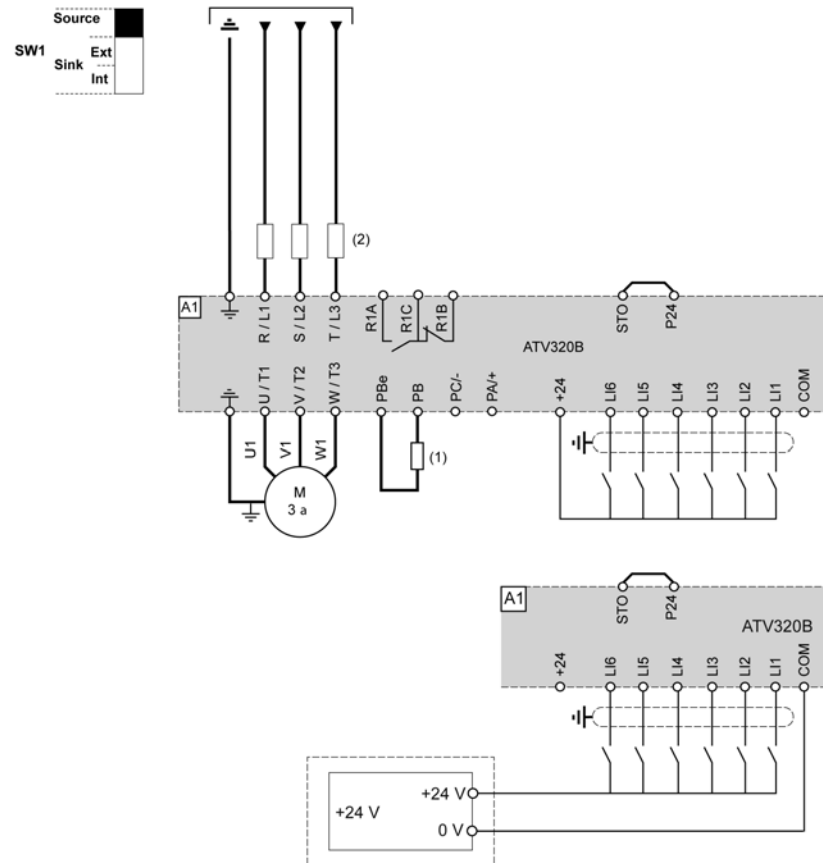 Source
SW1
Ext
Sink
Int
(2)
A1
R / L1
S / L2
T / L3
R1A
R1C
R1B
STO
P24
ATV320B
U / T1
V / T2
W / T3
PBe
PB
PC/-
PA/+
+24
LI6
LI5
LI4
LI3
LI2
LI1
COM
U1
V1
W1
(1)
M
3 a
A1
STO
P24
ATV320B
+24
LI6
LI5
LI4
LI3
LI2
LI1
COM
+24 V
+24 V
0 V